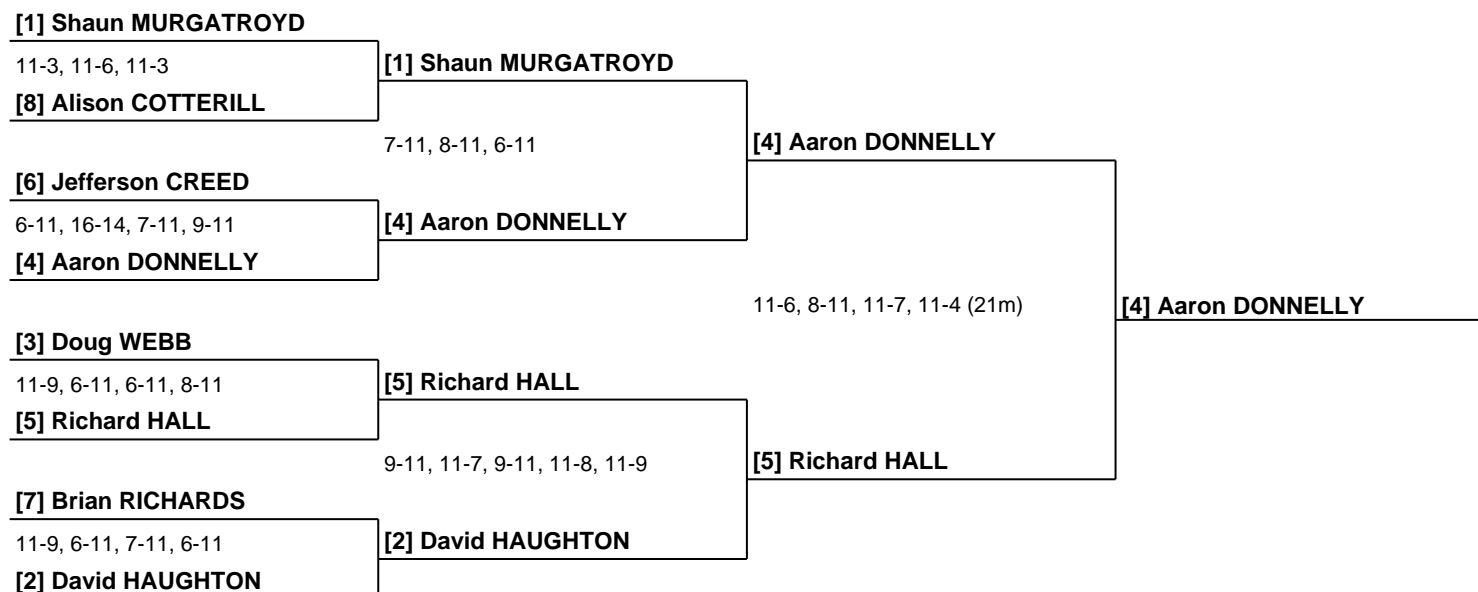 [1] Shaun MURGATROYD
11-3, 11-6, 11-3
[8] Alison COTTERILL
[6] Jefferson CREED
6-11, 16-14, 7-11, 9-11
[4] Aaron DONNELLY
[3] Doug WEBB
11-9, 6-11, 6-11, 8-11
[5] Richard HALL
[7] Brian RICHARDS
11-9, 6-11, 7-11, 6-11
[2] David HAUGHTON
[1] Shaun MURGATROYD
7-11, 8-11, 6-11
[4] Aaron DONNELLY
[5] Richard HALL
9-11, 11-7, 9-11, 11-8, 11-9
[2] David HAUGHTON
[4] Aaron DONNELLY
11-6, 8-11, 11-7, 11-4 (21m)
[5] Richard HALL
[4] Aaron DONNELLY